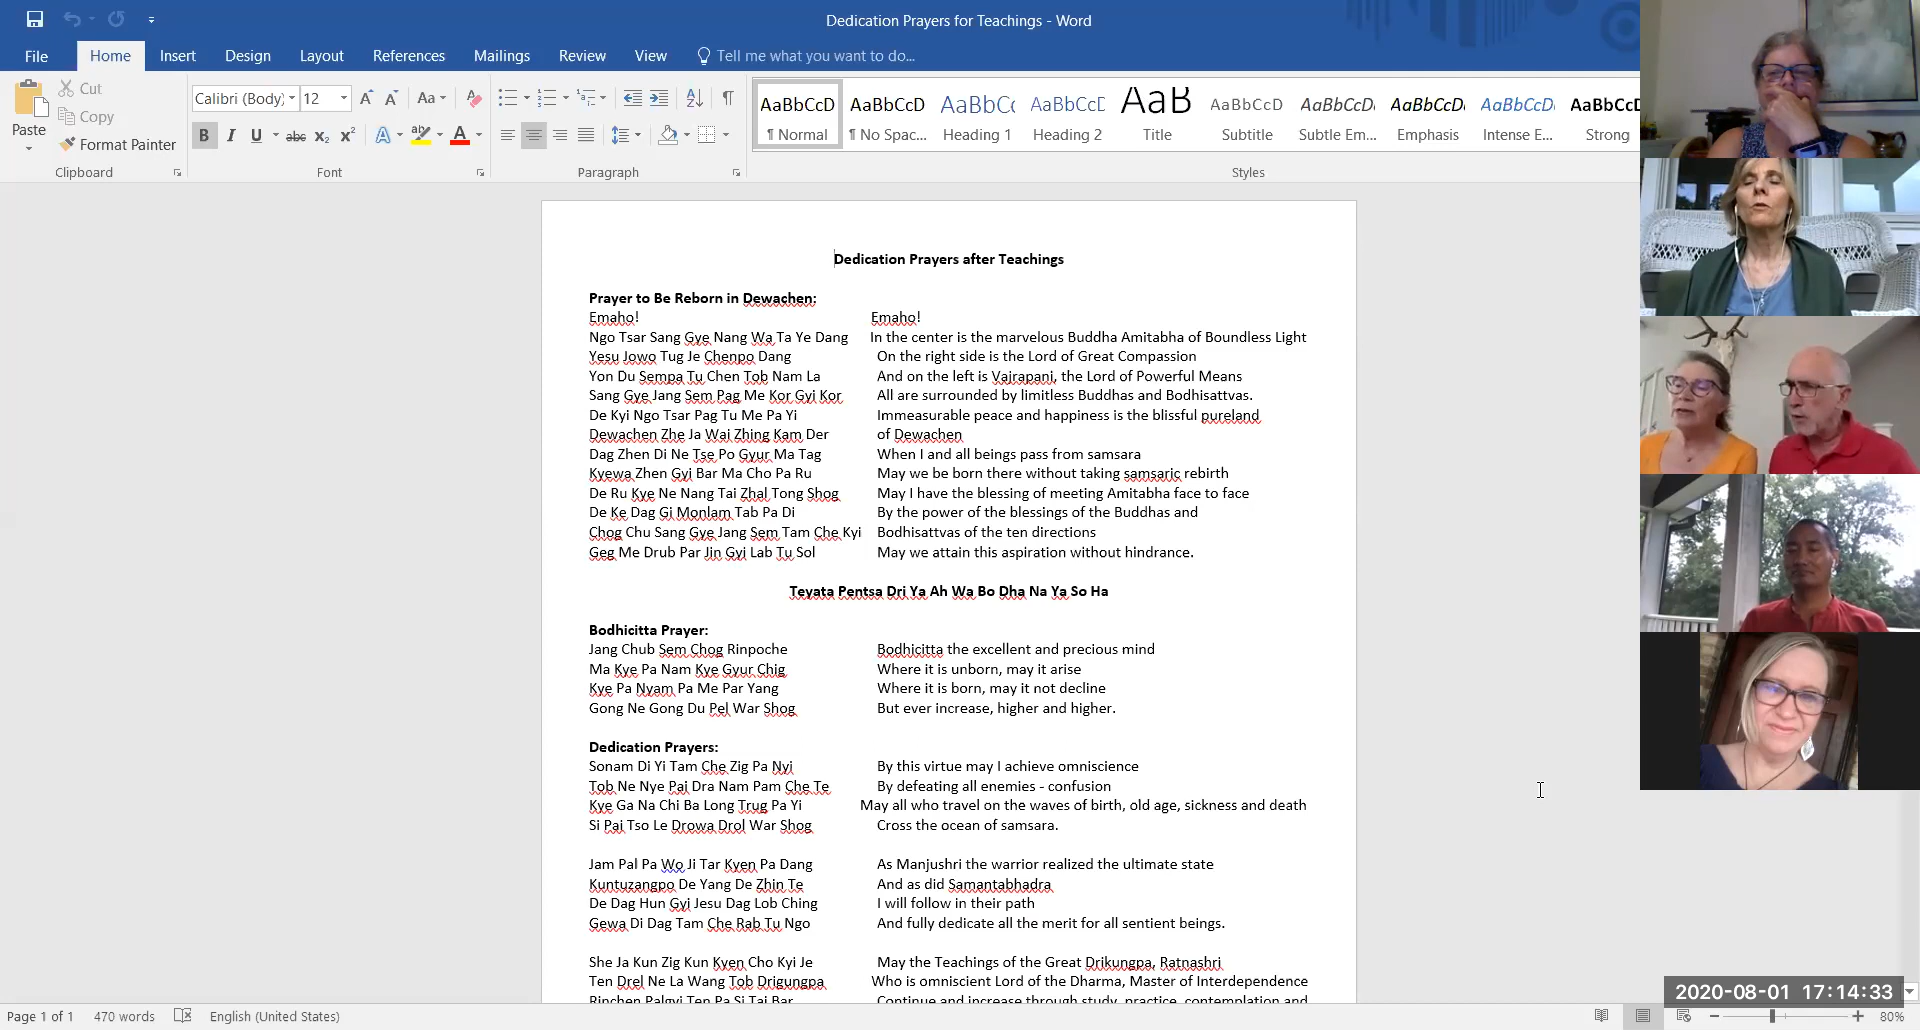 Dedication Prayers for Teachings - Word
File Home Insert Design Layout References Mailings Review View Tell me what you want to do...
Paste
Cut
Copy
Format Painter
Clipboard
Calibri (Body) 12
Font
Paragraph
AaBbCcD AaBbCcD AaBbCc AaBbCcD AaB AaBbCcD AaBbCcD AaBbCcD AaBbCcD AaBbCcD
¶ Normal ¶ No Spac... Heading 1 Heading 2 Title Subtitle Subtle Em... Emphasis Intense E... Strong
Styles
Dedication Prayers after Teachings
Prayer to Be Reborn in Dewachen:
Emaho! Emaho!
Ngo Tsar Sang Gye Nang Wa Ta Ye Dang In the center is the marvelous Buddha Amitabha of Boundless Light
Yesu Jowo Tug Je Chenpo Dang On the right side is the Lord of Great Compassion
Yon Du Sempa Tu Chen Tob Nam La And on the left is Vajrapani, the Lord of Powerful Means
Sang Gye Jang Sem Pag Me Kor Gyi Kor All are surrounded by limitless Buddhas and Bodhisattvas.
De Kyi Ngo Tsar Pag Tu Me Pa Yi Immeasurable peace and happiness is the blissful pureland
Dewachen Zhe Ja Wai Zhing Kam Der of Dewachen
Dag Zhen Di Ne Tse Po Gyur Ma Tag When I and all beings pass from samsara
Kyewa Zhen Gyi Bar Ma Cho Pa Ru May we be born there without taking samsaric rebirth
De Ru Kye Ne Nang Tai Zhal Tong Shog May I have the blessing of meeting Amitabha face to face
De Ke Dag Gi Monlam Tab Pa Di By the power of the blessings of the Buddhas and
Chog Chu Sang Gye Jang Sem Tam Che Kyi Bodhisattvas of the ten directions
Geg Me Drub Par Jin Gyi Lab Tu Sol May we attain this aspiration without hindrance.
Teyata Pentsa Dri Ya Ah Wa Bo Dha Na Ya So Ha
Bodhicitta Prayer:
Jang Chub Sem Chog Rinpoche Bodhicitta the excellent and precious mind
Ma Kye Pa Nam Kye Gyur Chig Where it is unborn, may it arise
Kye Pa Nyam Pa Me Par Yang Where it is born, may it not decline
Gong Ne Gong Du Pel War Shog But ever increase, higher and higher.
Dedication Prayers:
Sonam Di Yi Tam Che Zig Pa Nyi By this virtue may I achieve omniscience
Tob Ne Nye Pai Dra Nam Pam Che Te By defeating all enemies - confusion
Kye Ga Na Chi Ba Long Trug Pa Yi May all who travel on the waves of birth, old age, sickness and death
Si Pai Tso Le Drowa Drol War Shog Cross the ocean of samsara.
Jam Pal Pa Wo Ji Tar Kyen Pa Dang As Manjushri the warrior realized the ultimate state
Kuntuzangpo De Yang De Zhin Te And as did Samantabhadra
De Dag Hun Gyi Jesu Dag Lob Ching I will follow in their path
Gewa Di Dag Tam Che Rab Tu Ngo And fully dedicate all the merit for all sentient beings.
She Ja Kun Zig Kun Kyen Cho Kyi Je May the Teachings of the Great Drikungpa, Ratnashri
Ten Drel Ne La Wang Tob Drigungpa Who is omniscient Lord of the Dharma, Master of Interdependence
Rinchen Palgyi Ten Pa Si Tai Bar Continue and increase through study, practice, contemplation and
2020-08-01 17:14:33
Page 1 of 1 470 words English (United States) 80%